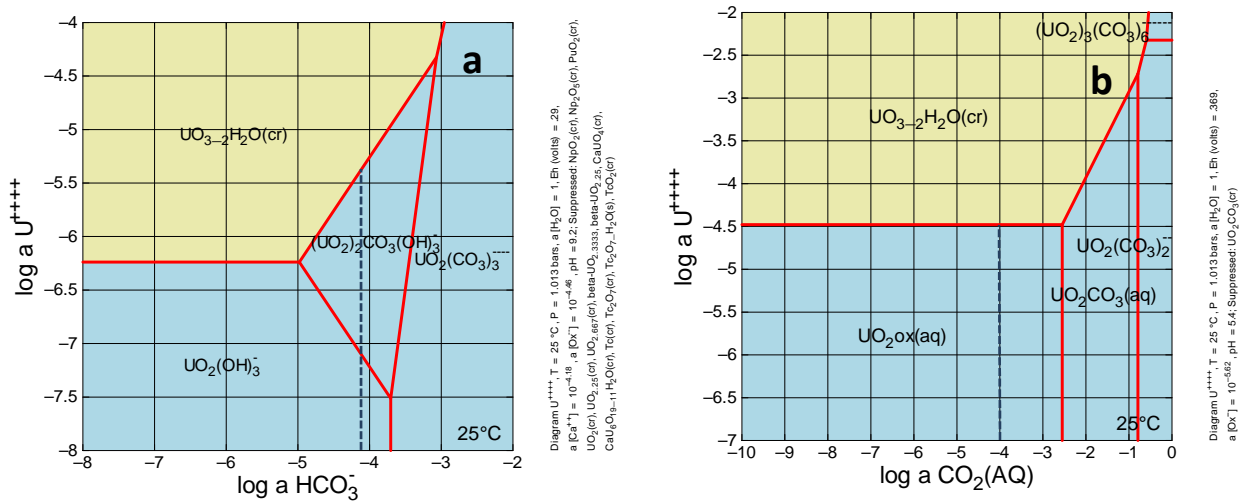 a
−4
−4.5
−5
−5.5
−6
−6.5
−7
−7.5
−8
log a U⁺⁺⁺⁺
UO₃₋₂H₂O(cr)
(UO₂)₂CO₃(OH)₃⁻
UO₂(CO₃)₃⁻⁻⁻⁻
UO₂(OH)₃⁻
25°C
−8 −7 −6 −5 −4 −3 −2
log a HCO₃⁻
Diagram U⁺⁺⁺⁺, T = 25 °C, P = 1.013 bars, a [H₂O] = 1, Eh (volts) = .29,
a [Ca⁺⁺] = 10⁻⁴·¹⁸, a [Ox⁻] = 10⁻⁴·⁴⁶, pH = 9.2; Suppressed: NpO₂(cr), Np₂O₅(cr), PuO₂(cr),
UO₂(cr), UO₂.₂₅(cr), UO₂.₆₆₇(cr), beta-UO₂.₃₃₃₃, beta-UO₂.₂₅, CaUO₄(cr),
CaU₆O₁₉₋₁₁H₂O(cr), Tc(cr), Tc₂O₇(cr), Tc₂O₇_H₂O(s), TcO₂(cr)
b
−2
−2.5
−3
−3.5
−4
−4.5
−5
−5.5
−6
−6.5
−7
log a U⁺⁺⁺⁺
(UO₂)₃(CO₃)₆⁻⁻⁻⁻⁻⁻
UO₃₋₂H₂O(cr)
UO₂(CO₃)₂⁻⁻
UO₂CO₃(aq)
UO₂ox(aq)
25°C
−10 −9 −8 −7 −6 −5 −4 −3 −2 −1 0
log a CO₂(AQ)
Diagram U⁺⁺⁺⁺, T = 25 °C, P = 1.013 bars, a [H₂O] = 1, Eh (volts) = .369,
a [Ox⁻] = 10⁻⁵·⁶², pH = 5.4; Suppressed: UO₂CO₃(cr)